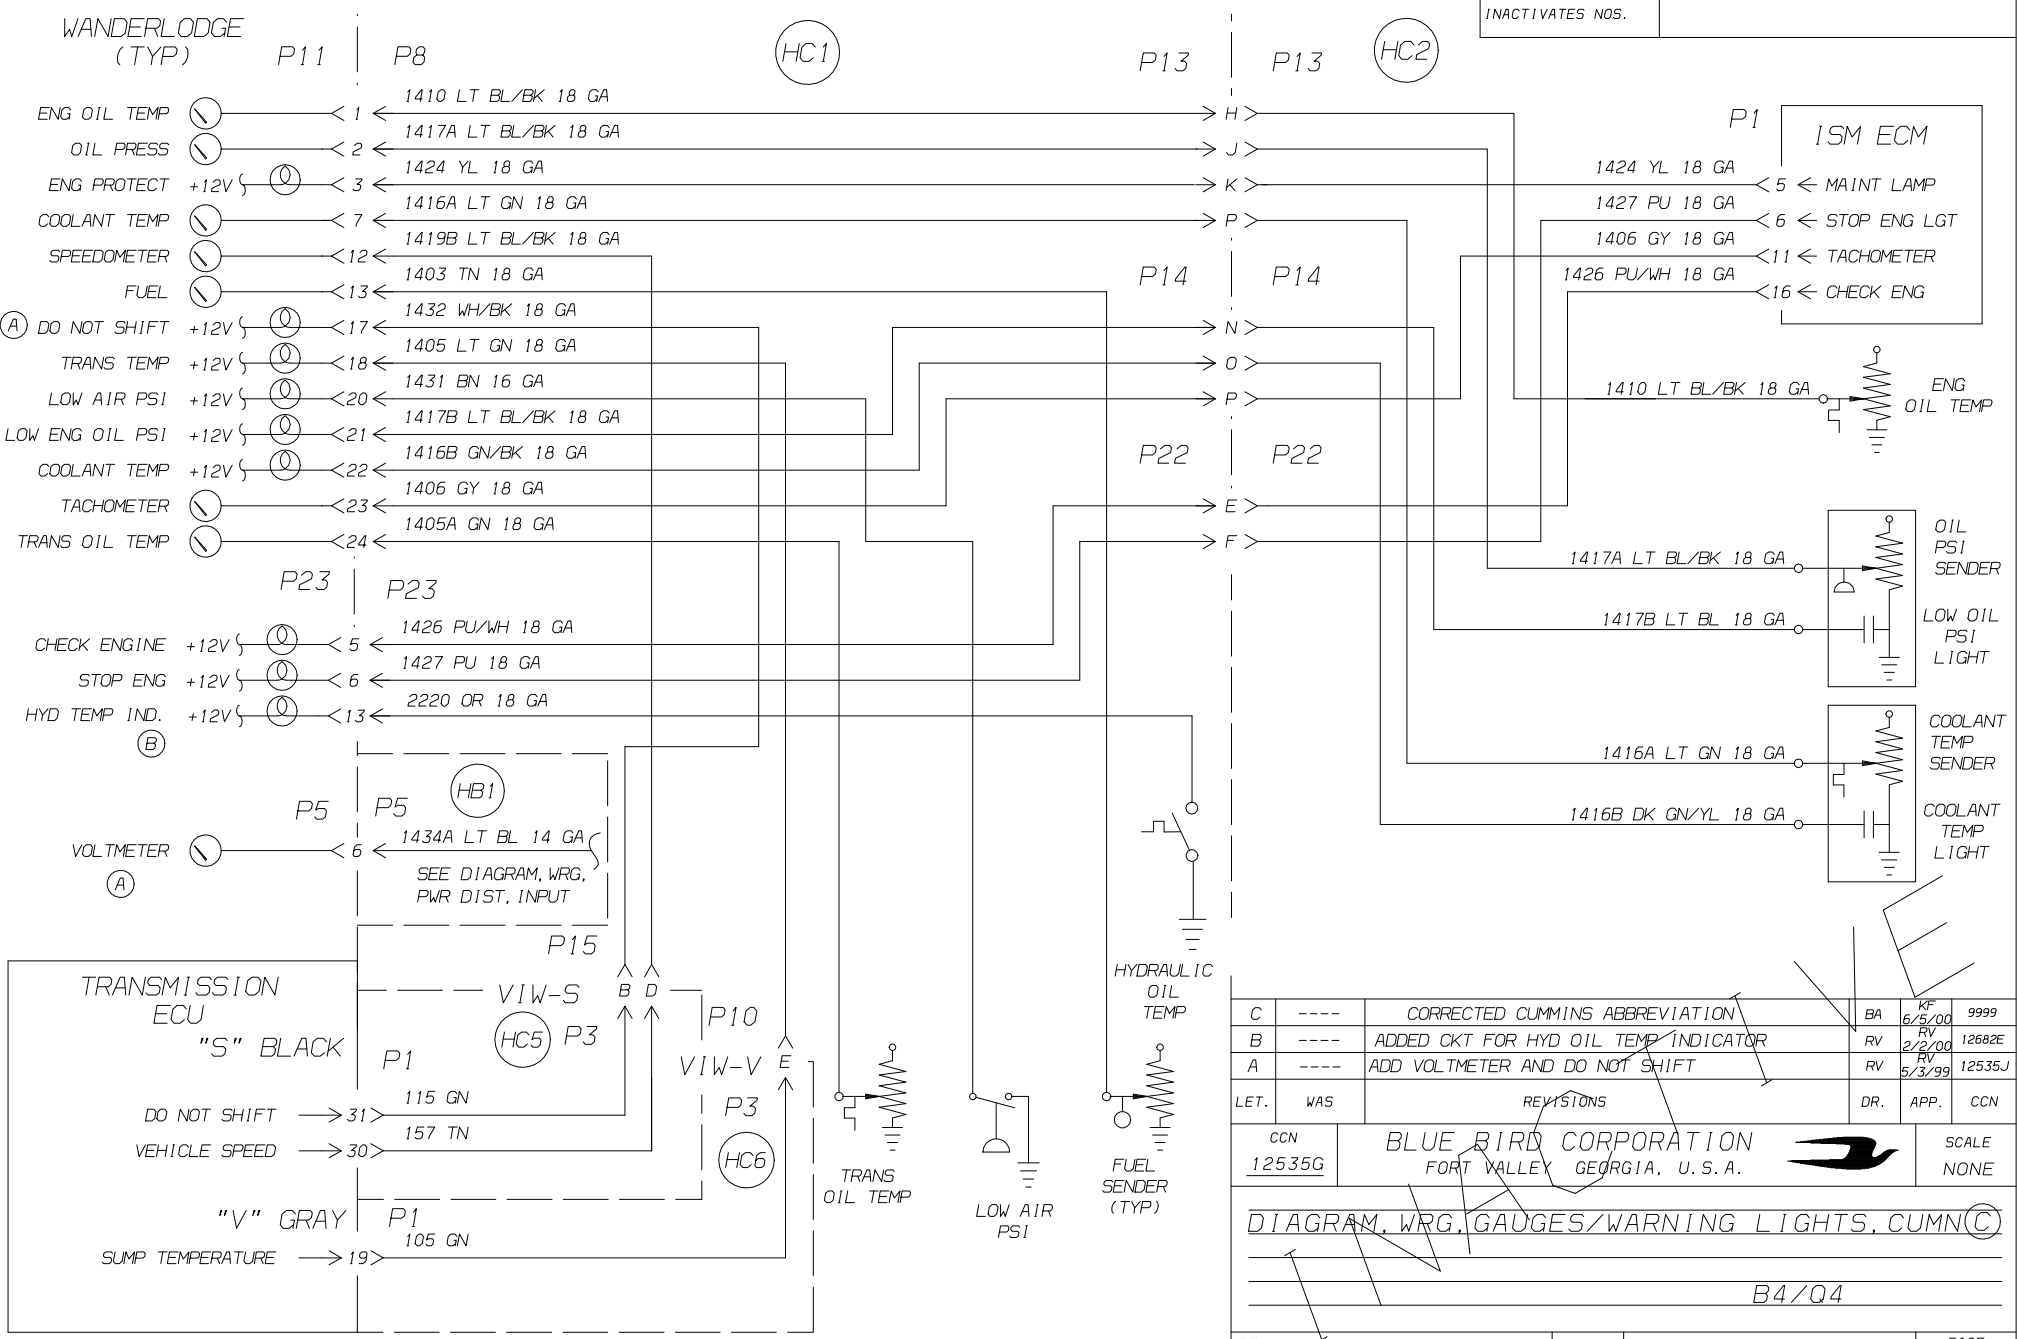 INACTIVATES NOS.
WANDERLODGE
(TYP)
P11
P8
HC1
P13
P13
HC2
ENG OIL TEMP
1
1410 LT BL/BK 18 GA
H
OIL PRESS
2
1417A LT BL/BK 18 GA
J
ENG PROTECT +12V
3
1424 YL 18 GA
K
COOLANT TEMP
7
1416A LT GN 18 GA
P
SPEEDOMETER
12
1419B LT BL/BK 18 GA
FUEL
13
1403 TN 18 GA
P14
P14
A
DO NOT SHIFT +12V
17
1432 WH/BK 18 GA
N
TRANS TEMP +12V
18
1405 LT GN 18 GA
O
LOW AIR PSI +12V
20
1431 BN 16 GA
P
LOW ENG OIL PSI +12V
21
1417B LT BL/BK 18 GA
COOLANT TEMP +12V
22
1416B GN/BK 18 GA
P22
P22
TACHOMETER
23
1406 GY 18 GA
E
TRANS OIL TEMP
24
1405A GN 18 GA
F
P1
ISM ECM
1424 YL 18 GA
5
MAINT LAMP
1427 PU 18 GA
6
STOP ENG LGT
1406 GY 18 GA
11
TACHOMETER
1426 PU/WH 18 GA
16
CHECK ENG
1410 LT BL/BK 18 GA
ENG
OIL TEMP
OIL
PSI
SENDER
1417A LT BL/BK 18 GA
1417B LT BL 18 GA
LOW OIL
PSI
LIGHT
COOLANT
TEMP
SENDER
1416A LT GN 18 GA
1416B DK GN/YL 18 GA
COOLANT
TEMP
LIGHT
P23
P23
CHECK ENGINE +12V
5
1426 PU/WH 18 GA
STOP ENG +12V
6
1427 PU 18 GA
HYD TEMP IND. +12V
13
2220 OR 18 GA
B
HB1
P5
P5
VOLTMETER
6
1434A LT BL 14 GA
A
SEE DIAGRAM, WRG,
PWR DIST, INPUT
P15
TRANSMISSION
ECU
VIW-S
B
D
"S" BLACK
HC5
P3
P10
P1
VIW-V
E
115 GN
DO NOT SHIFT
31
P3
157 TN
VEHICLE SPEED
30
HC6
"V" GRAY
P1
105 GN
SUMP TEMPERATURE
19
TRANS
OIL TEMP
LOW AIR
PSI
FUEL
SENDER
(TYP)
HYDRAULIC
OIL
TEMP
INACTIVE
C ---- CORRECTED CUMMINS ABBREVIATION BA KF 6/5/00 9999
B ---- ADDED CKT FOR HYD OIL TEMP INDICATOR RV RV 2/2/00 12682E
A ---- ADD VOLTMETER AND DO NOT SHIFT RV RV 5/3/99 12535J
LET. WAS REVISIONS DR. APP. CCN
CCN
12535G
BLUE BIRD CORPORATION
FORT VALLEY GEORGIA, U.S.A.
SCALE
NONE
DIAGRAM, WRG, GAUGES/WARNING LIGHTS, CUMN C
B4/Q4